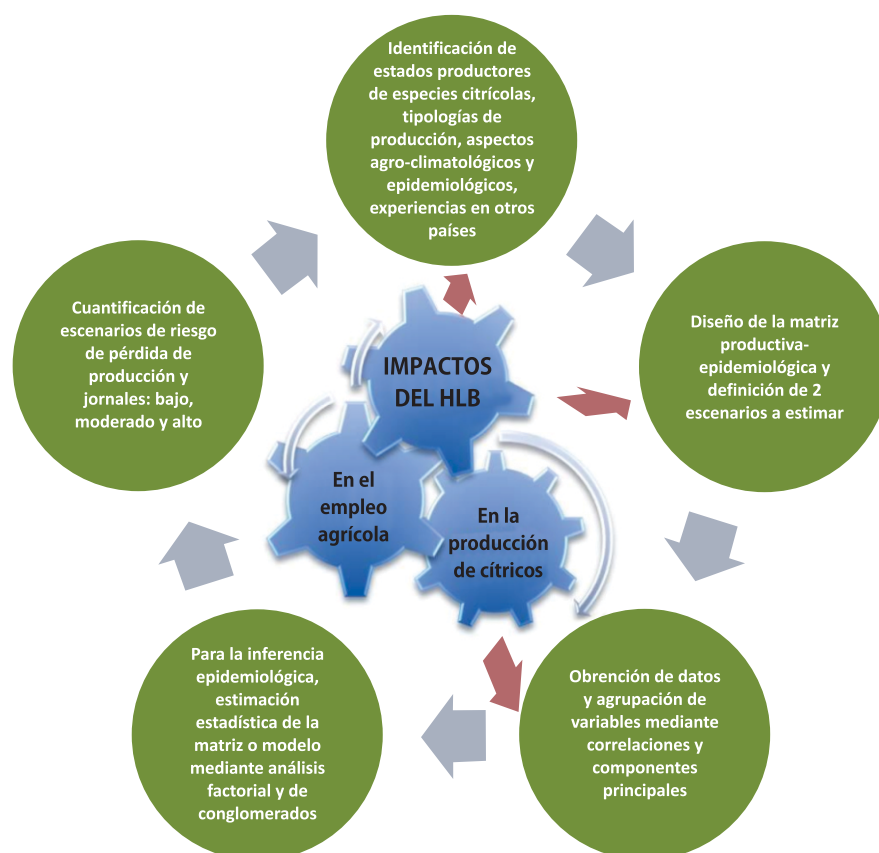 Identificación de
estados productores
de especies citrícolas,
tipologías de
producción, aspectos
agro-climatológicos y
epidemiológicos,
experiencias en otros
países
Diseño de la matriz
productiva-
epidemiológica y
definición de 2
escenarios a estimar
Obrención de datos
y agrupación de
variables mediante
correlaciones y
componentes
principales
Para la inferencia
epidemiológica,
estimación
estadística de la
matriz o modelo
mediante análisis
factorial y de
conglomerados
Cuantificación de
escenarios de riesgo
de pérdida de
producción y
jornales: bajo,
moderado y alto
IMPACTOS
DEL HLB
En el
empleo
agrícola
En la
producción
de cítricos